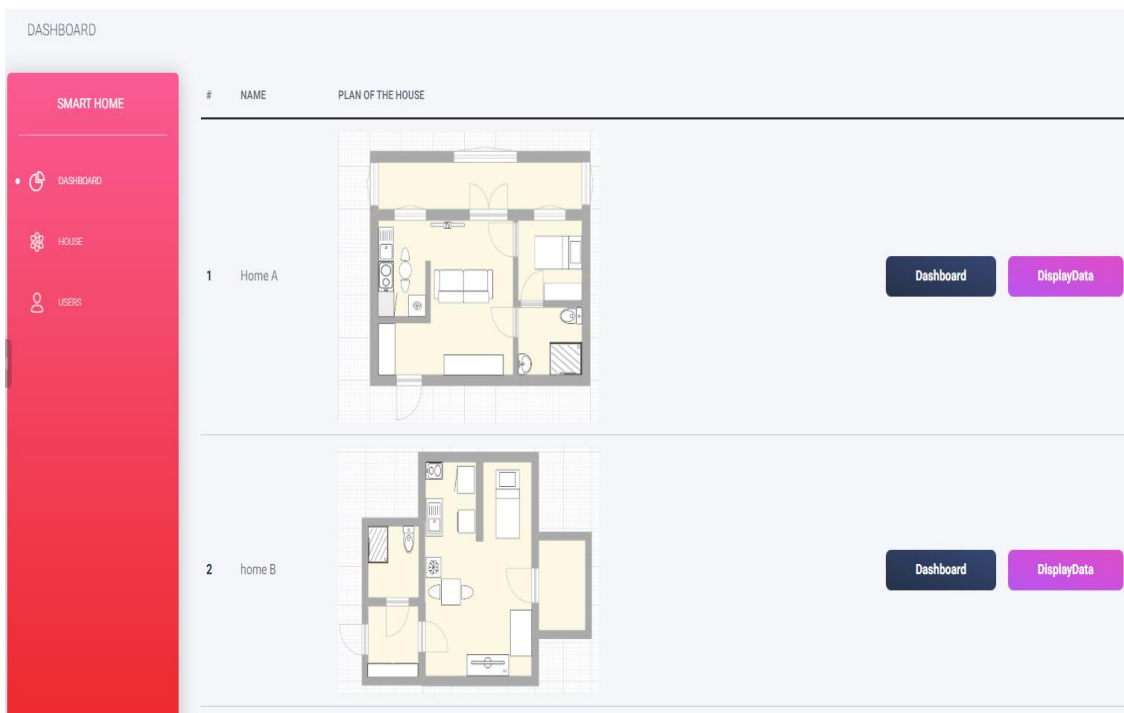 DASHBOARD
SMART HOME
DASHBOARD
HOUSE
USERS
# NAME PLAN OF THE HOUSE
1 Home A Dashboard DisplayData
2 home B Dashboard DisplayData